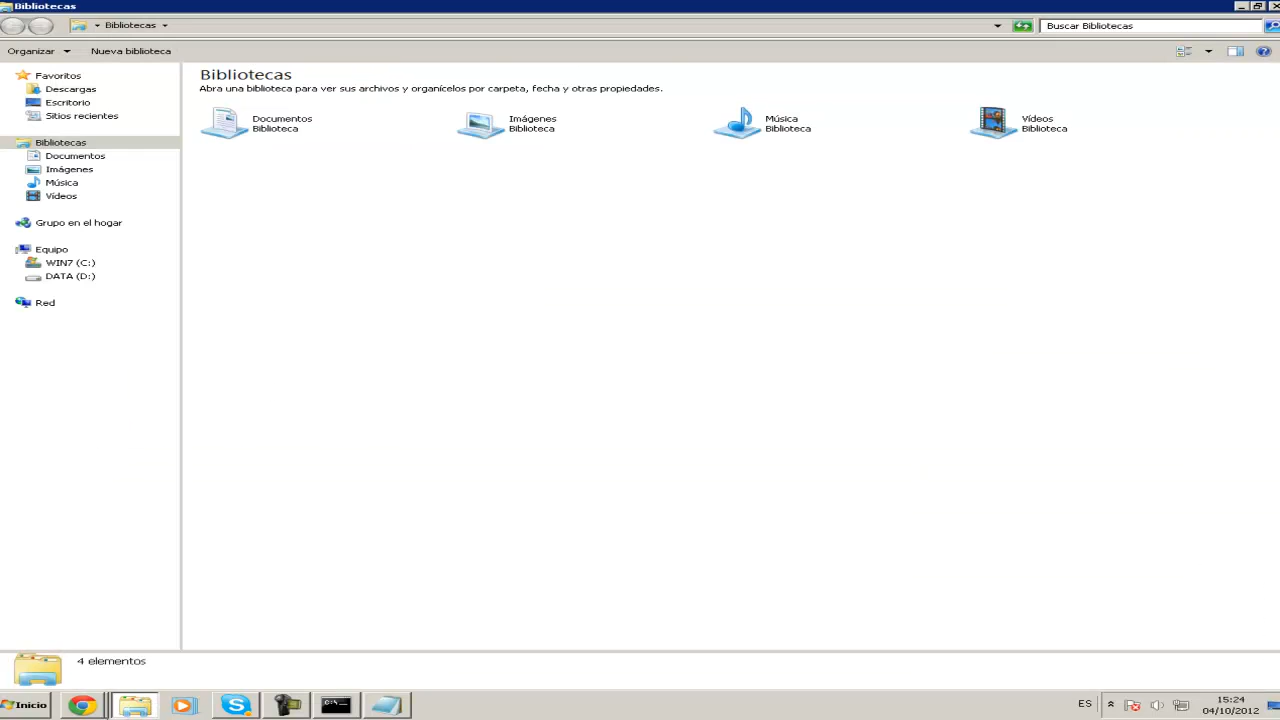 Bibliotecas
Bibliotecas
Buscar Bibliotecas
Organizar
Nueva biblioteca
Favoritos
Descargas
Escritorio
Sitios recientes
Bibliotecas
Documentos
Imágenes
Música
Vídeos
Grupo en el hogar
Equipo
WIN7 (C:)
DATA (D:)
Red
Bibliotecas
Abra una biblioteca para ver sus archivos y organícelos por carpeta, fecha y otras propiedades.
Documentos
Biblioteca
Imágenes
Biblioteca
Música
Biblioteca
Vídeos
Biblioteca
4 elementos
Inicio
ES
15:24
04/10/2012